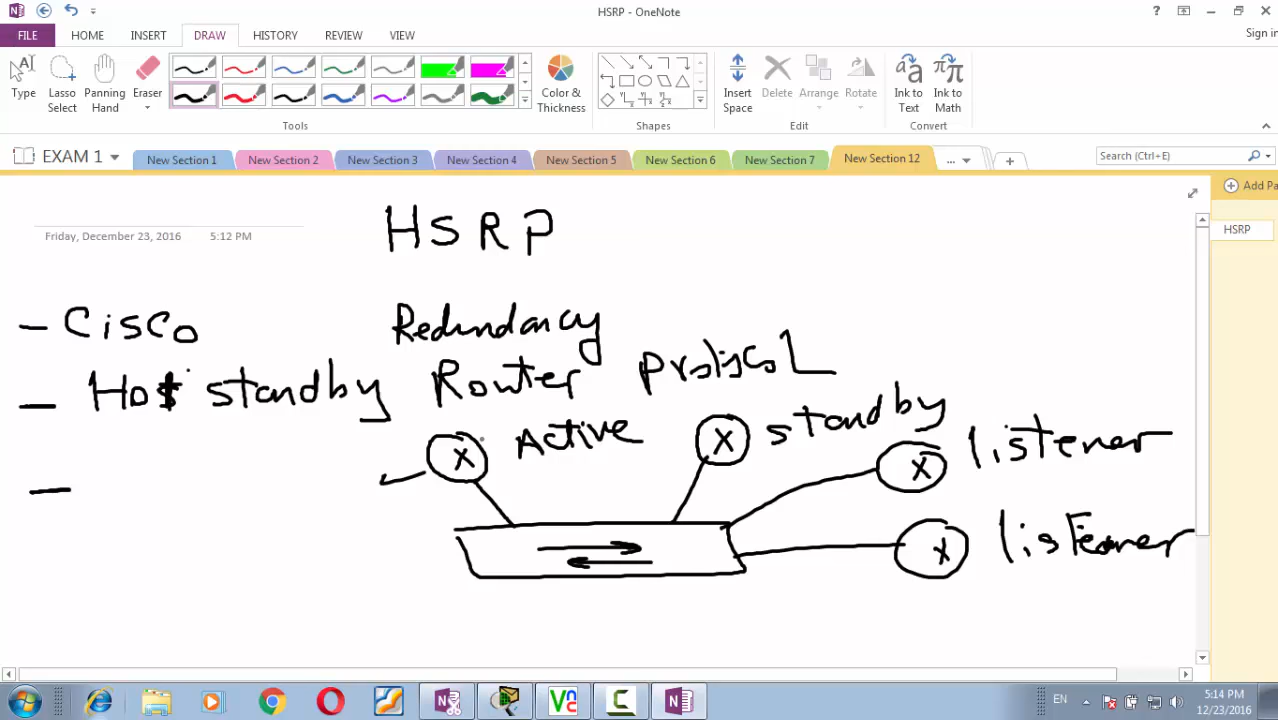 HSRP - OneNote
?
Sign in
FILE HOME INSERT DRAW HISTORY REVIEW VIEW
Type
Lasso Select
Panning Hand
Eraser
Color & Thickness
Insert Space
Delete
Arrange
Rotate
Ink to Text
Ink to Math
Tools
Shapes
Edit
Convert
EXAM 1
New Section 1
New Section 2
New Section 3
New Section 4
New Section 5
New Section 6
New Section 7
New Section 12
...
Search (Ctrl+E)
Add Pa
HSRP
Friday, December 23, 2016 5:12 PM
HSRP
- Cisco Redundancy
- Hot standby Router protocol
X Active
X standby
X listener
-
X listener
EN
5:14 PM
12/23/2016